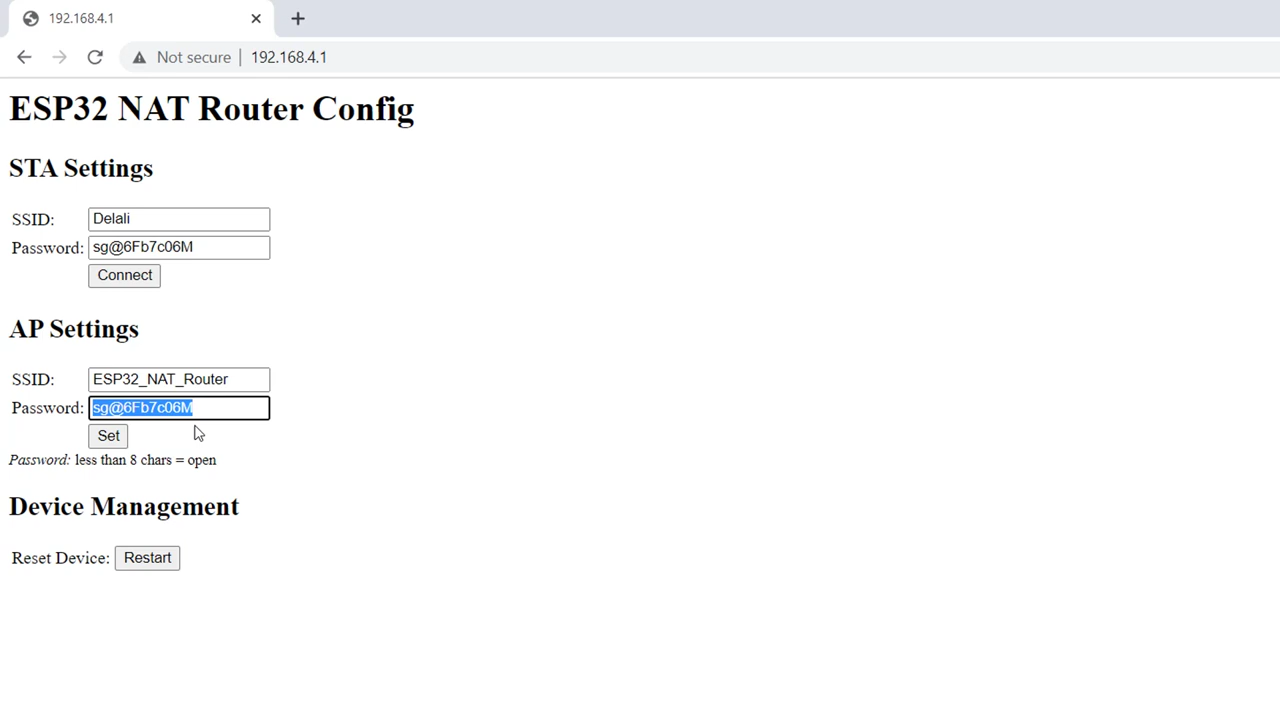 192.168.4.1
Not secure | 192.168.4.1
ESP32 NAT Router Config
STA Settings
SSID: Delali
Password: sg@6Fb7c06M
Connect
AP Settings
SSID: ESP32_NAT_Router
Password: sg@6Fb7c06M
Set
Password: less than 8 chars = open
Device Management
Reset Device: Restart